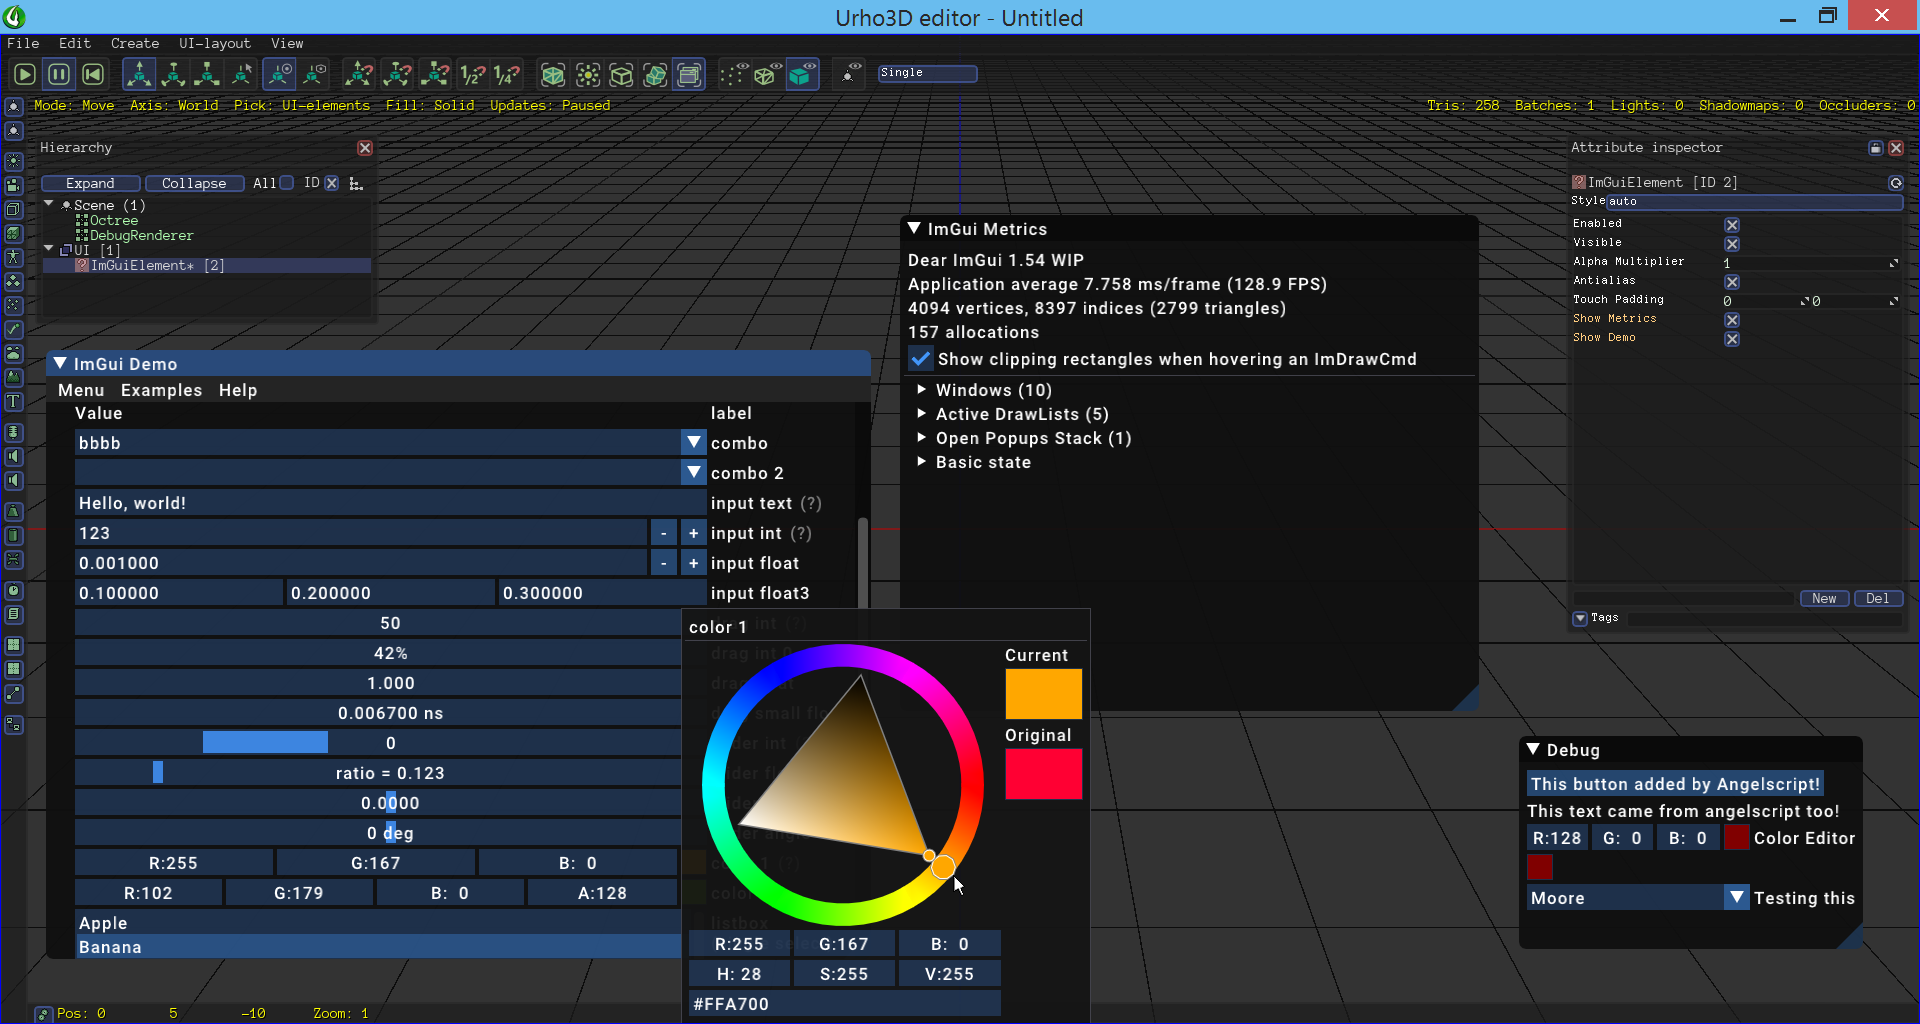 Urho3D editor - Untitled
File Edit Create UI-layout View
1/2? 1/4? Single
Mode: Move Axis: World Pick: UI-elements Fill: Solid Updates: Paused
Tris: 258 Batches: 1 Lights: 0 Shadowmaps: 0 Occluders: 0
Hierarchy
Expand Collapse All ID
Scene (1)
Octree
DebugRenderer
UI [1]
ImGuiElement* [2]
ImGui Demo
Menu Examples Help
Value label
bbbb combo
combo 2
Hello, world! input text (?)
123 - + input int (?)
0.001000 - + input float
0.100000 0.200000 0.300000 input float3
50
42%
1.000
0.006700 ns
0
ratio = 0.123
0.0000
0 deg
R:255 G:167 B: 0
R:102 G:179 B: 0 A:128
Apple
Banana
listbox
color 1
Current
Original
R:255 G:167 B: 0
H: 28 S:255 V:255
#FFA700
ImGui Metrics
Dear ImGui 1.54 WIP
Application average 7.758 ms/frame (128.9 FPS)
4094 vertices, 8397 indices (2799 triangles)
157 allocations
Show clipping rectangles when hovering an ImDrawCmd
Windows (10)
Active DrawLists (5)
Open Popups Stack (1)
Basic state
Attribute inspector
ImGuiElement [ID 2]
Style auto
Enabled
Visible
Alpha Multiplier 1
Antialias
Touch Padding 0 0
Show Metrics
Show Demo
New Del
Tags
Debug
This button added by Angelscript!
This text came from angelscript too!
R:128 G: 0 B: 0 Color Editor
Moore Testing this
Pos: 0 5 -10 Zoom: 1